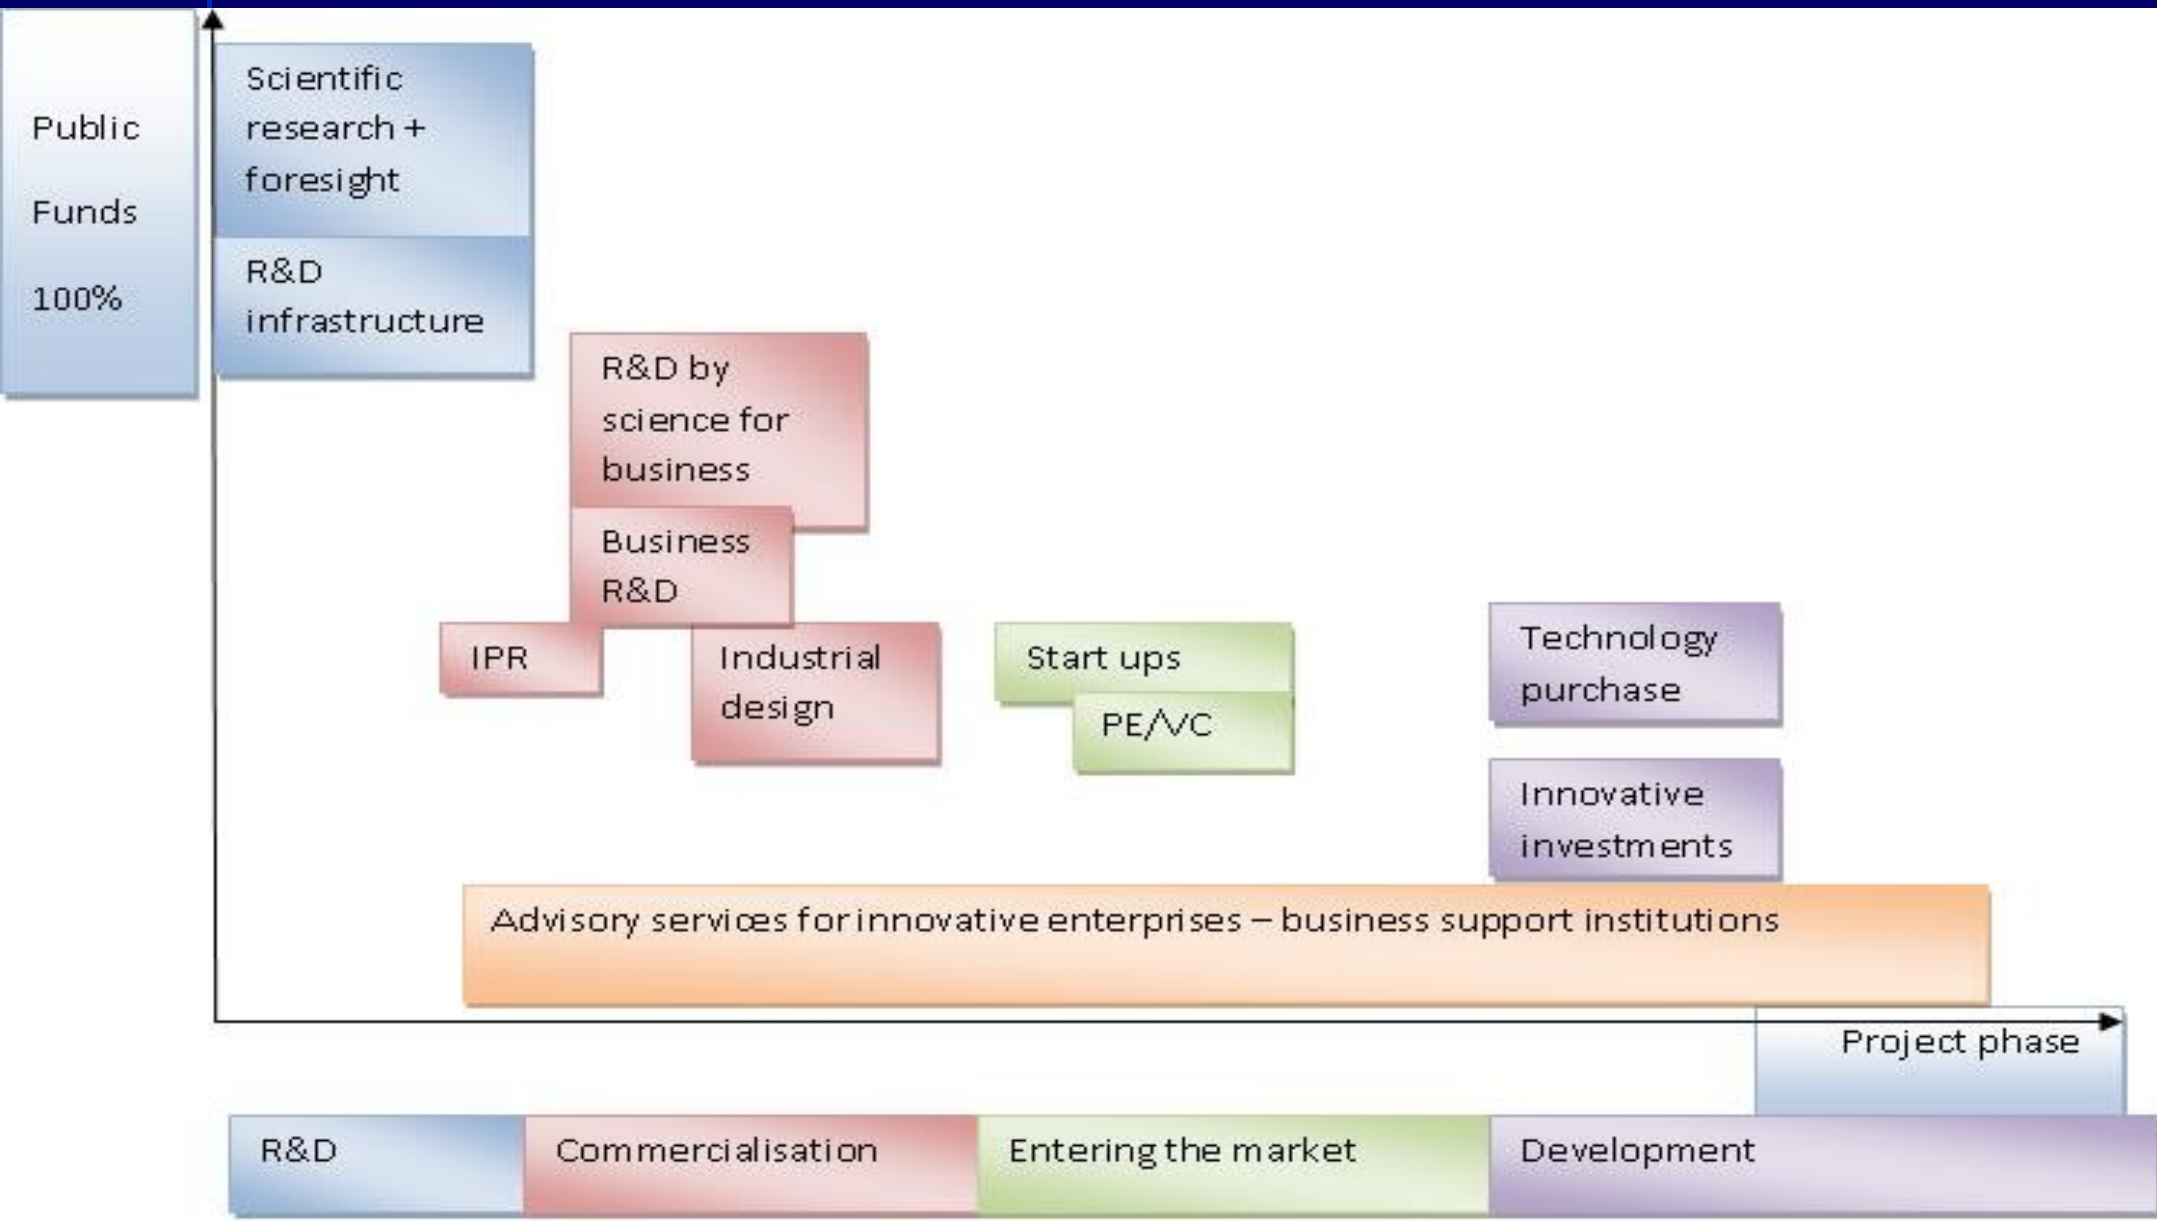 Public
Funds
100%
Scientific
research +
foresight
R&D
infrastructure
R&D by
science for
business
Business
R&D
IPR
Industrial
design
Start ups
PE/VC
Technology
purchase
Innovative
investments
Advisory services for innovative enterprises – business support institutions
Project phase
R&D
Commercialisation
Entering the market
Development